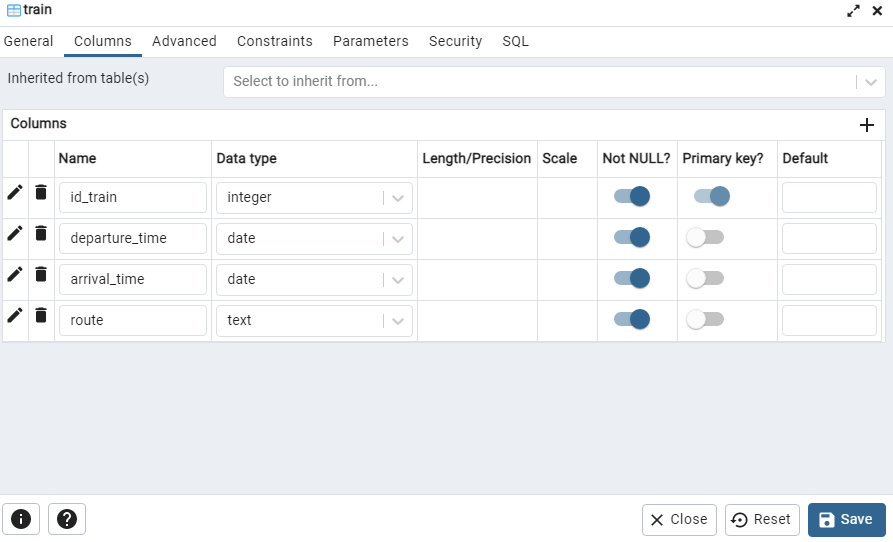 train
General Columns Advanced Constraints Parameters Security SQL
Inherited from table(s) Select to inherit from...
Columns
Name Data type Length/Precision Scale Not NULL? Primary key? Default
id_train integer
departure_time date
arrival_time date
route text
Close Reset Save